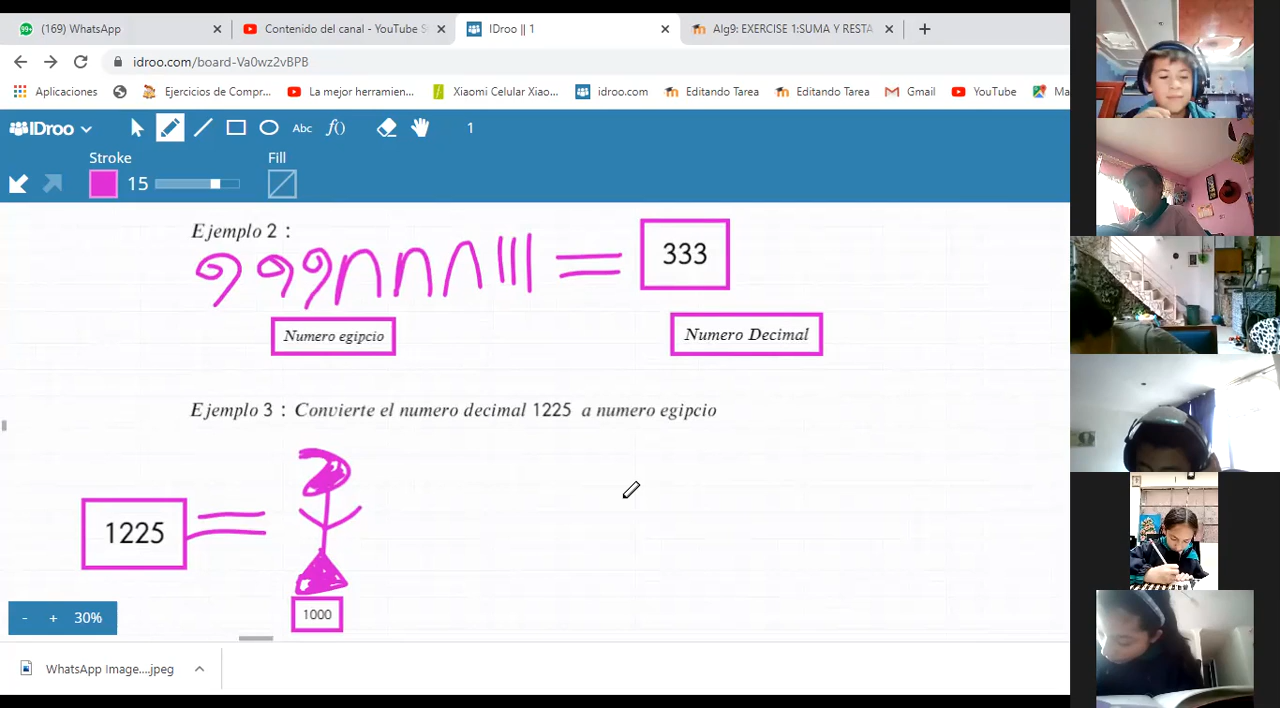 99+ (169) WhatsApp
Contenido del canal - YouTube S
IDroo || 1
Alg9: EXERCISE 1:SUMA Y RESTA
idroo.com/board-Va0wz2vBPB
Aplicaciones
Ejercicios de Compr...
La mejor herramien...
Xiaomi Celular Xiao...
idroo.com
Editando Tarea
Editando Tarea
Gmail
YouTube
Ma
IDroo
Abc
f()
1
Stroke
15
Fill
Ejemplo 2 :
333
Numero egipcio
Numero Decimal
Ejemplo 3 : Convierte el numero decimal 1225 a numero egipcio
1225 =
1000
- + 30%
WhatsApp Image....jpeg